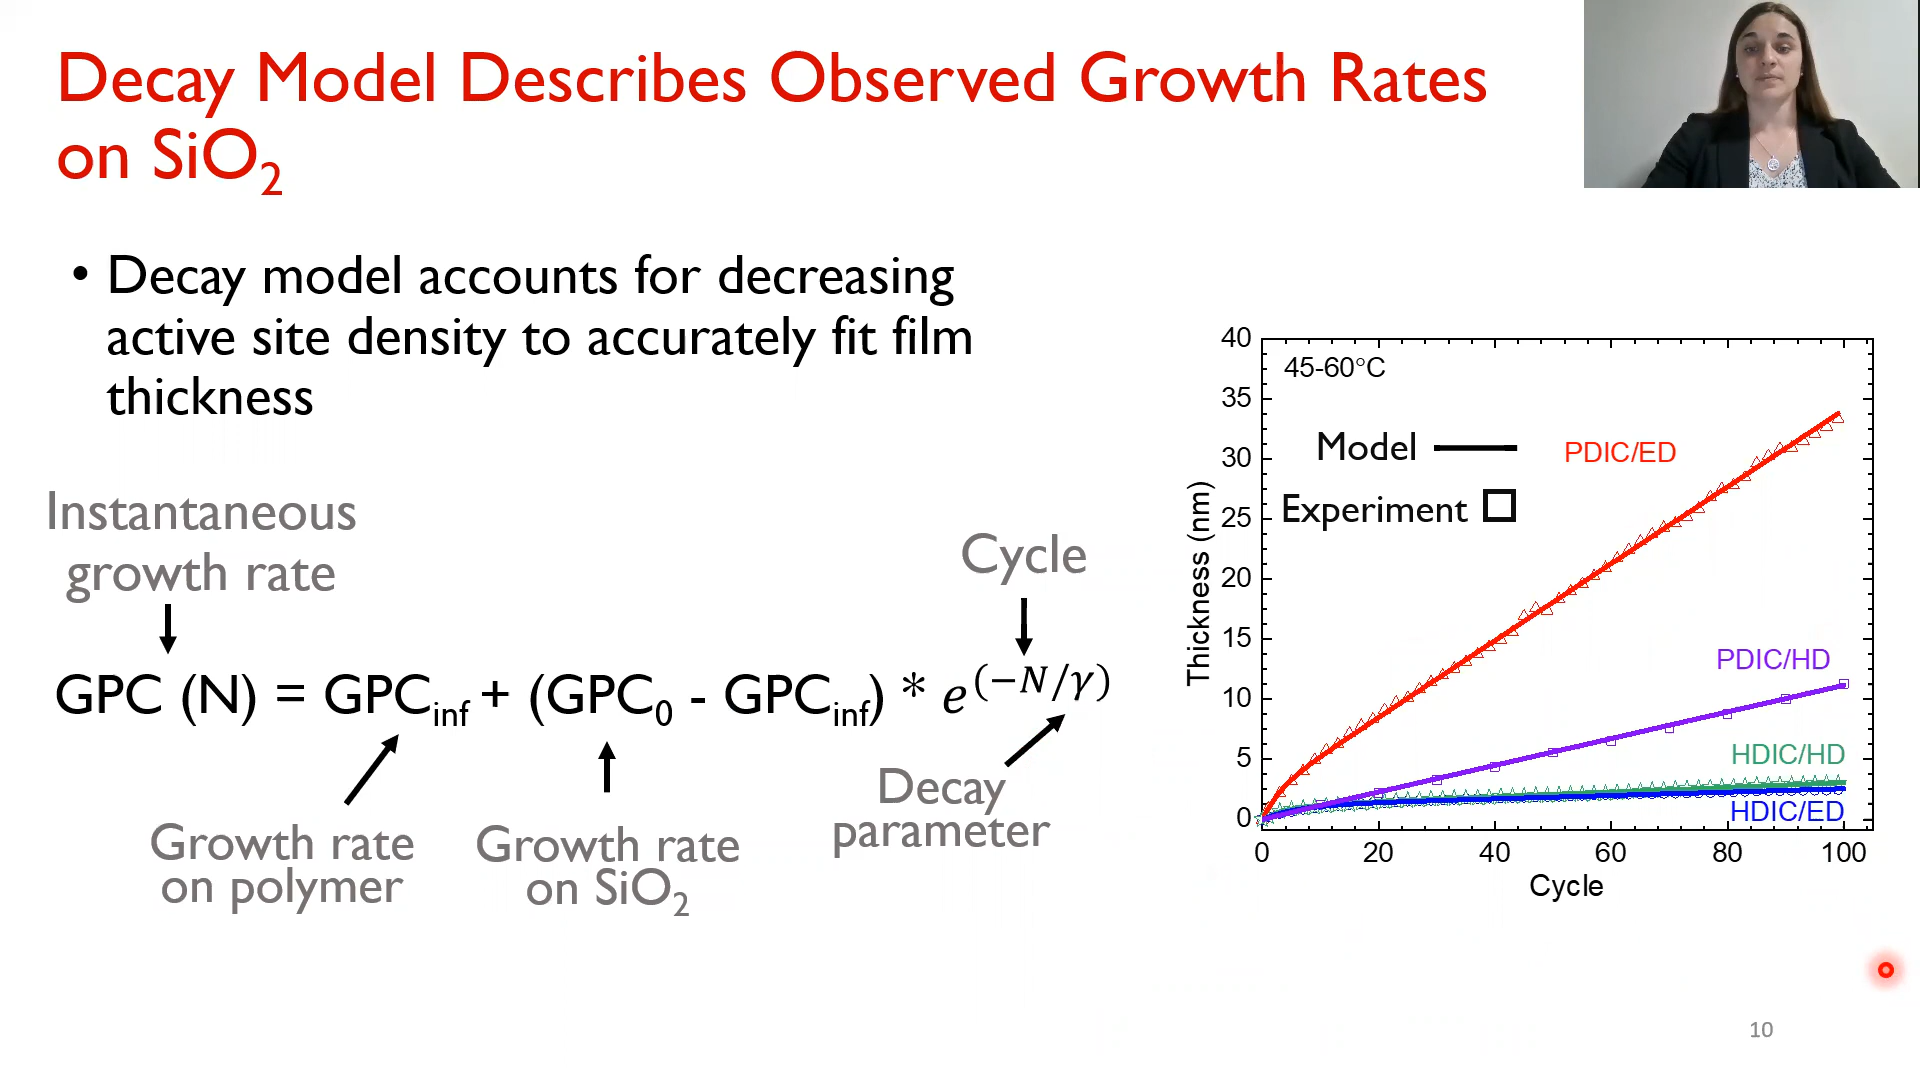 Decay Model Describes Observed Growth Rates
on SiO₂
• Decay model accounts for decreasing
active site density to accurately fit film
thickness
Instantaneous
growth rate
Cycle
GPC (N) = GPC_inf + (GPC₀ - GPC_inf) * e^(−N/γ)
Decay
parameter
Growth rate
on polymer
Growth rate
on SiO₂
40
35
30
25
20
15
10
5
0
Thickness (nm)
45-60°C
Model
Experiment
PDIC/ED
PDIC/HD
HDIC/HD
HDIC/ED
0 20 40 60 80 100
Cycle
10